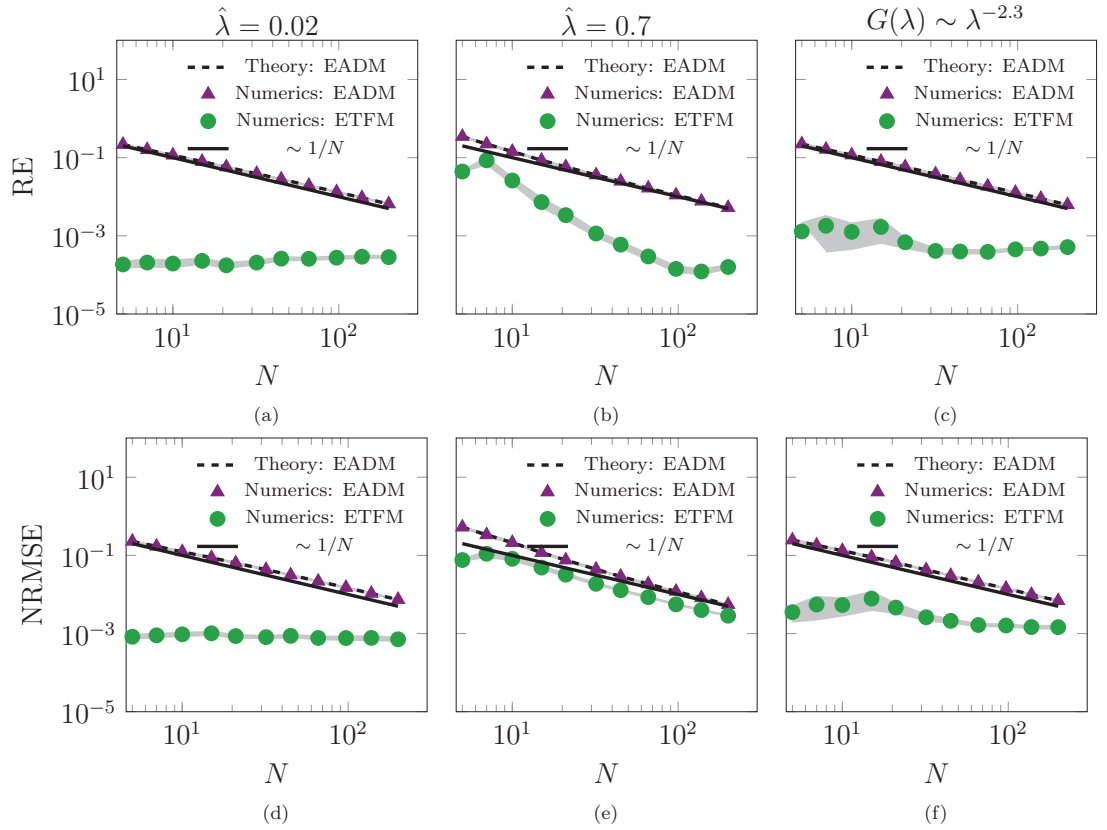 λ̂ = 0.02
λ̂ = 0.7
G(λ) ∼ λ^{−2.3}
RE
10^1
10^{−1}
10^{−3}
10^{−5}
Theory: EADM
Numerics: EADM
Numerics: ETFM
∼ 1/N
10^1
10^2
N
(a)
Theory: EADM
Numerics: EADM
Numerics: ETFM
∼ 1/N
10^1
10^2
N
(b)
Theory: EADM
Numerics: EADM
Numerics: ETFM
∼ 1/N
10^1
10^2
N
(c)
NRMSE
10^1
10^{−1}
10^{−3}
10^{−5}
Theory: EADM
Numerics: EADM
Numerics: ETFM
∼ 1/N
10^1
10^2
N
(d)
Theory: EADM
Numerics: EADM
Numerics: ETFM
∼ 1/N
10^1
10^2
N
(e)
Theory: EADM
Numerics: EADM
Numerics: ETFM
∼ 1/N
10^1
10^2
N
(f)